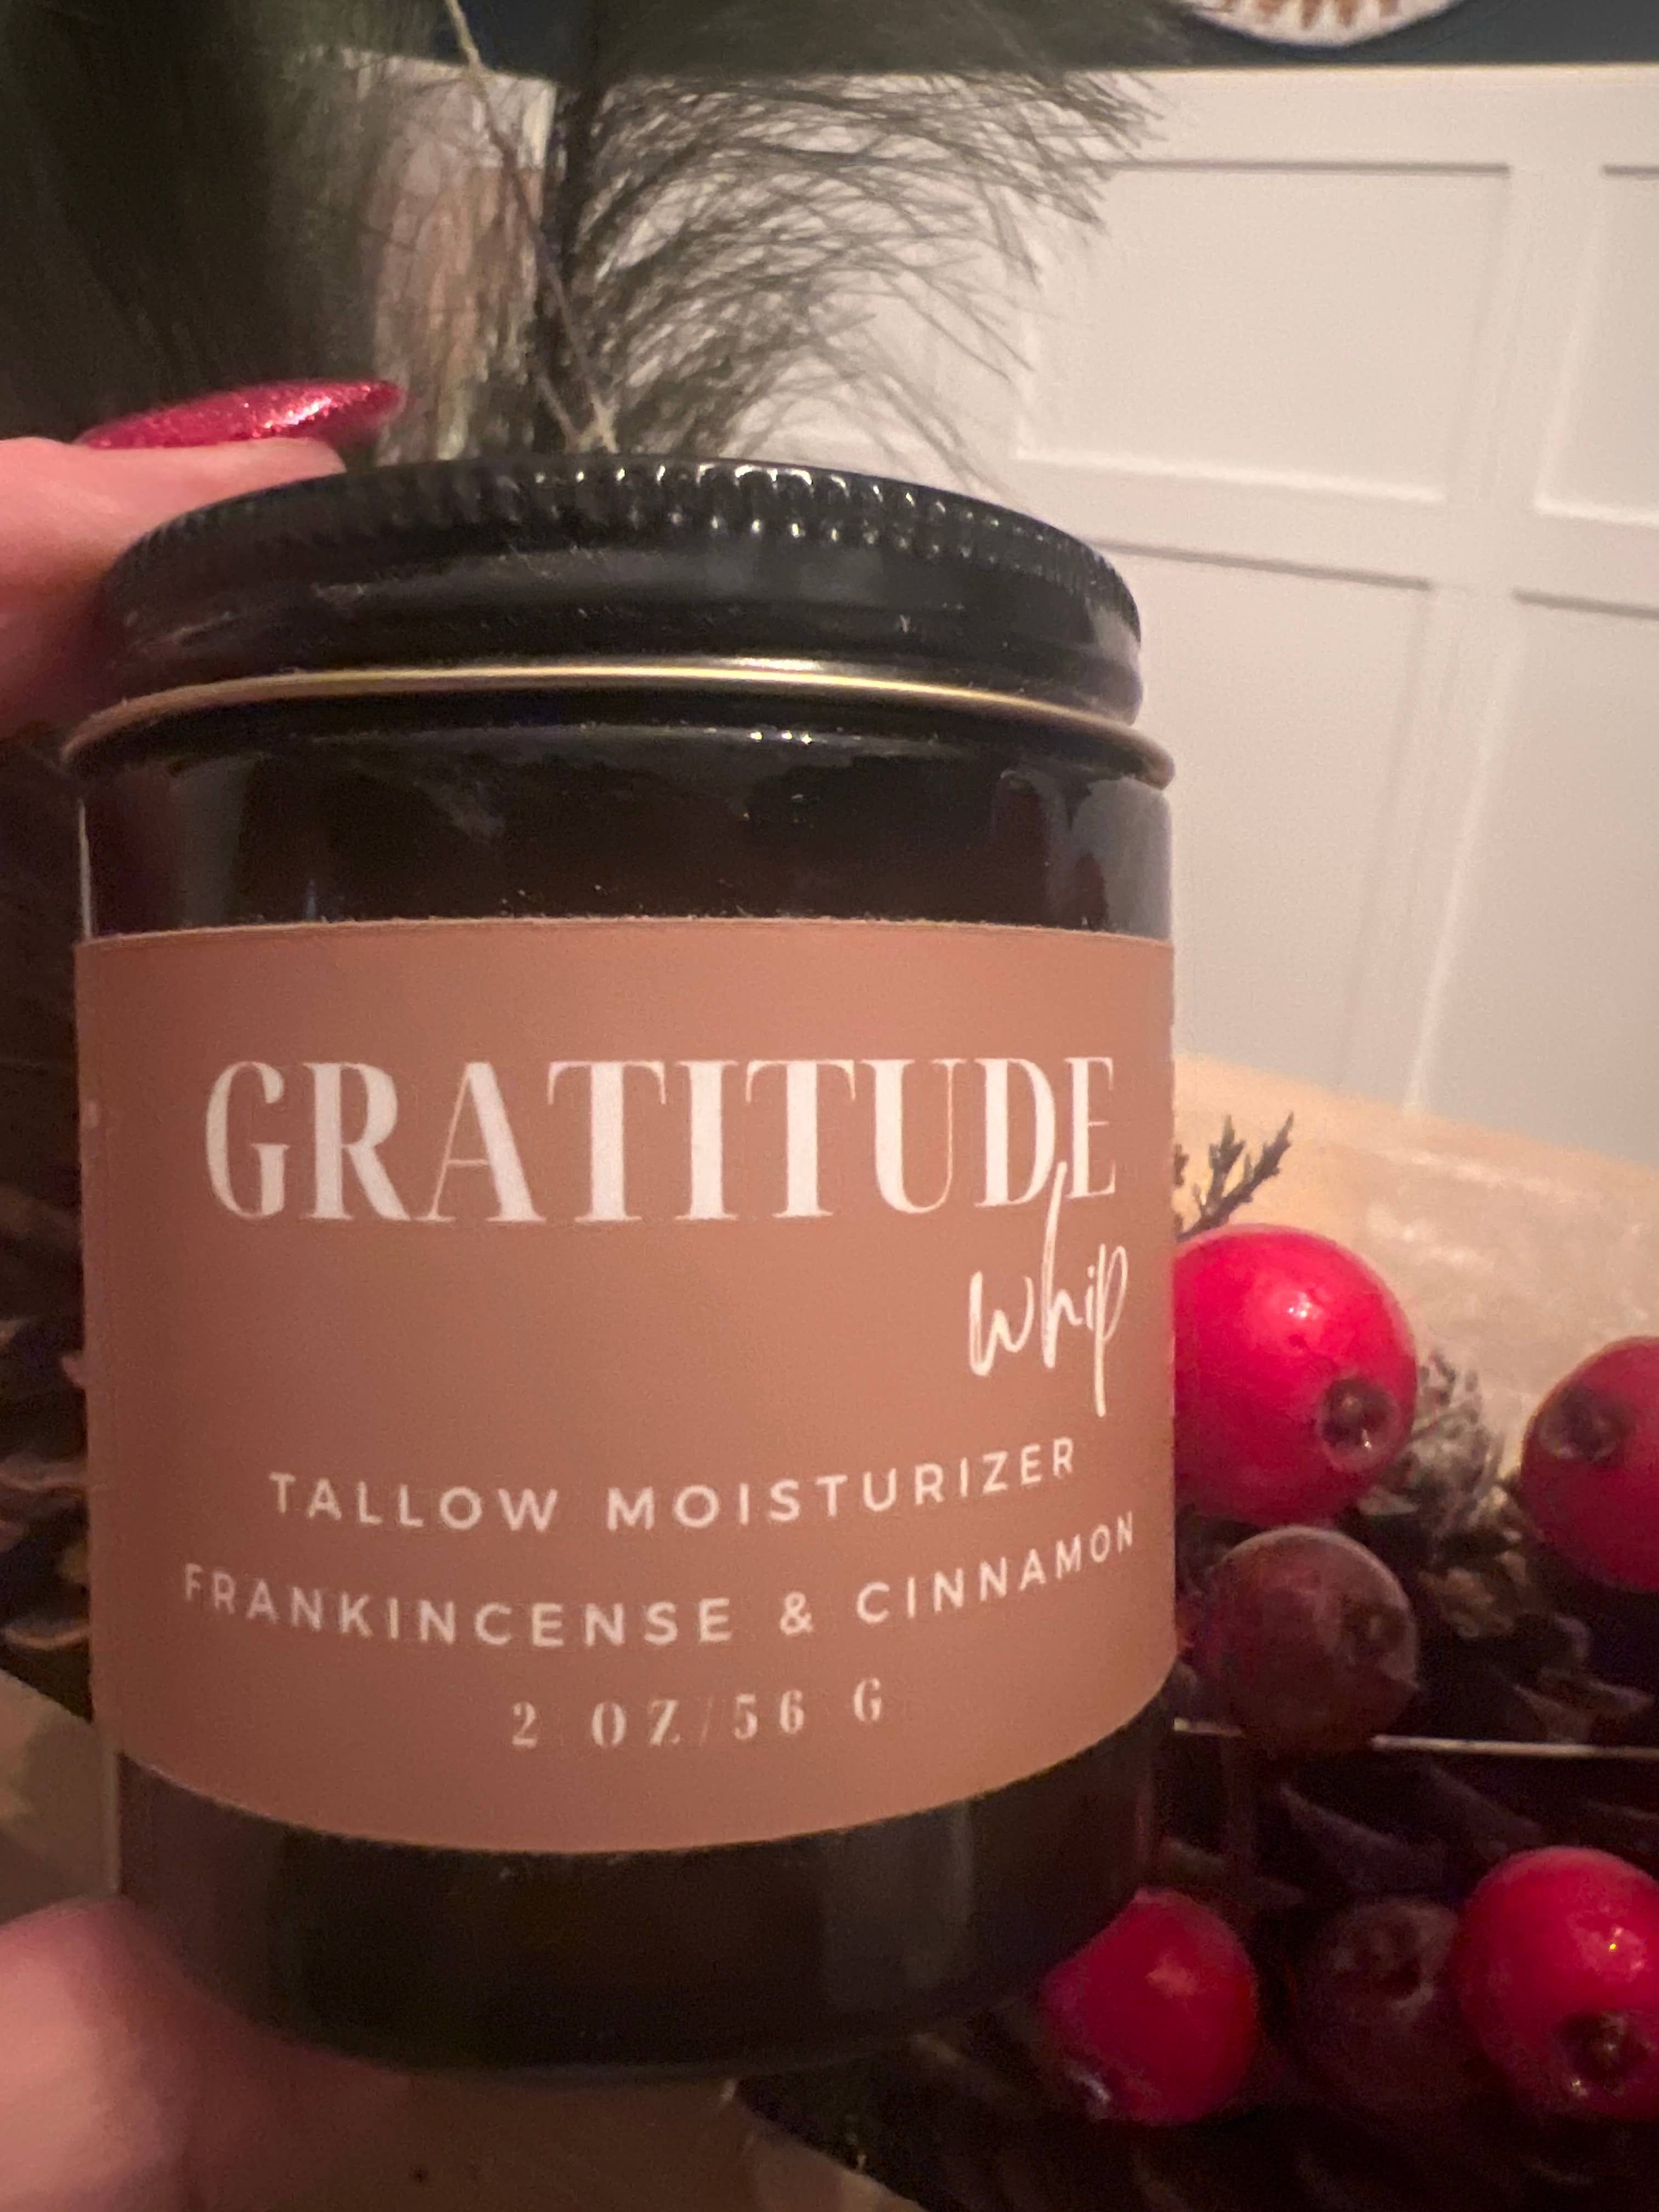 GRATITUDE
whip
TALLOW MOISTURIZER
FRANKINCENSE & CINNAMON
2 OZ/56 G